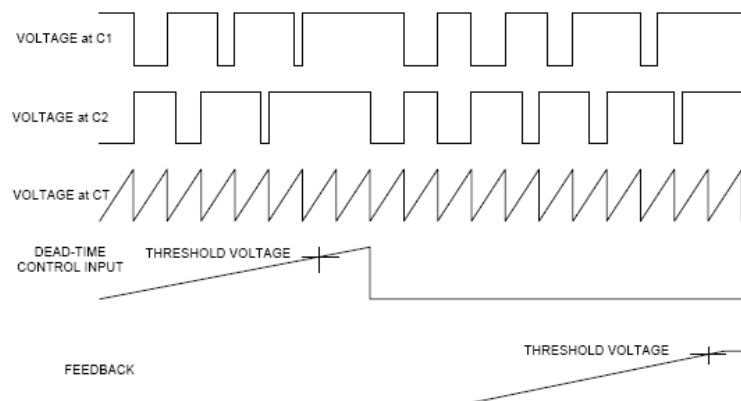 VOLTAGE at C1
VOLTAGE at C2
VOLTAGE at CT
DEAD-TIME
CONTROL INPUT
THRESHOLD VOLTAGE
THRESHOLD VOLTAGE
FEEDBACK